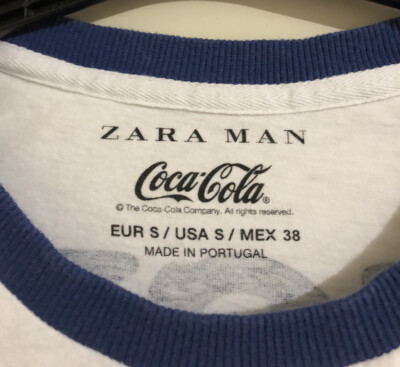 ZARA MAN
Coca-Cola®
© The Coca-Cola Company. All rights reserved.
EUR S / USA S / MEX 38
MADE IN PORTUGAL